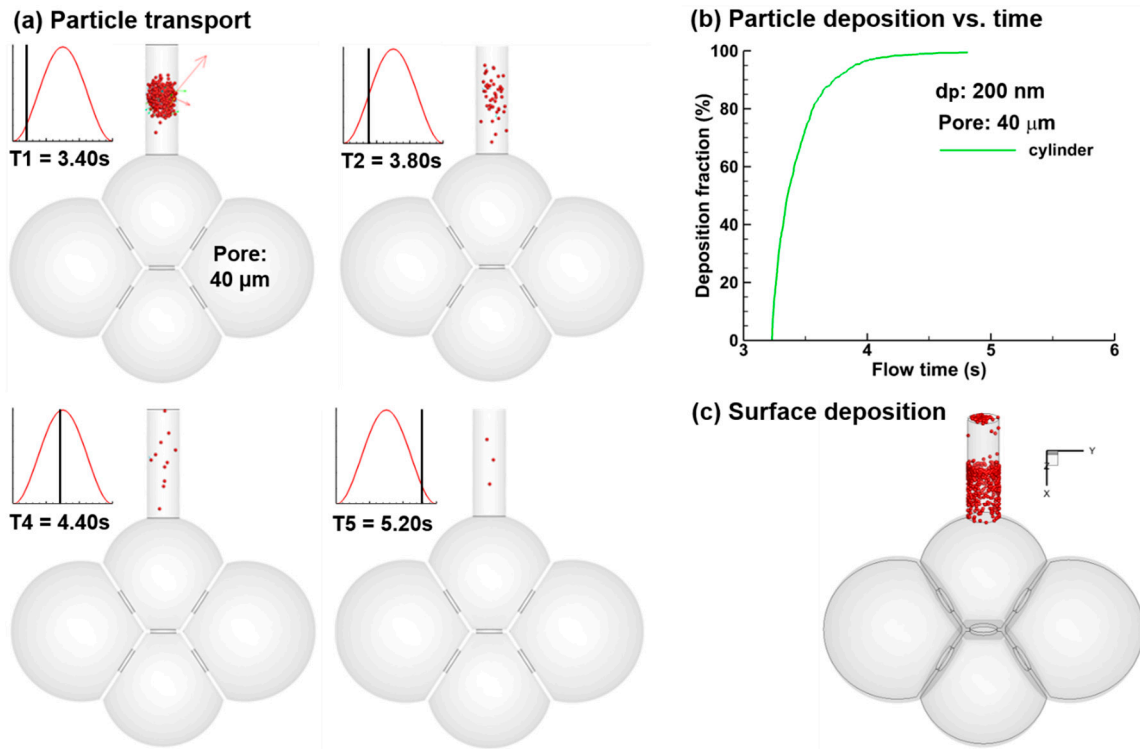 (a) Particle transport
T1 = 3.40s
T2 = 3.80s
Pore:
40 µm
T4 = 4.40s
T5 = 5.20s
(b) Particle deposition vs. time
Deposition fraction (%)
100
80
60
40
20
0
dp: 200 nm
Pore: 40 µm
cylinder
3
4
5
6
Flow time (s)
(c) Surface deposition
Y
Z
X